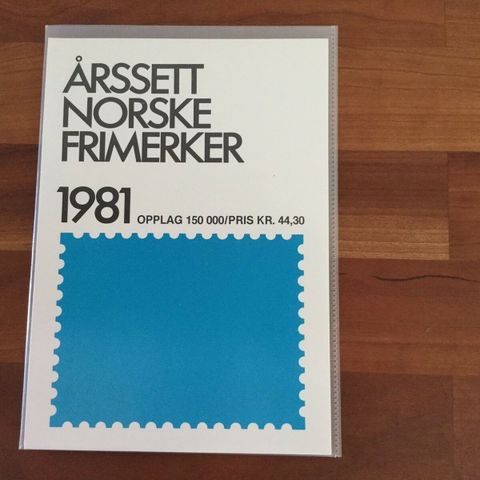 ÅRSSETT
NORSKE
FRIMERKER
1981 OPPLAG 150 000/PRIS KR. 44,30